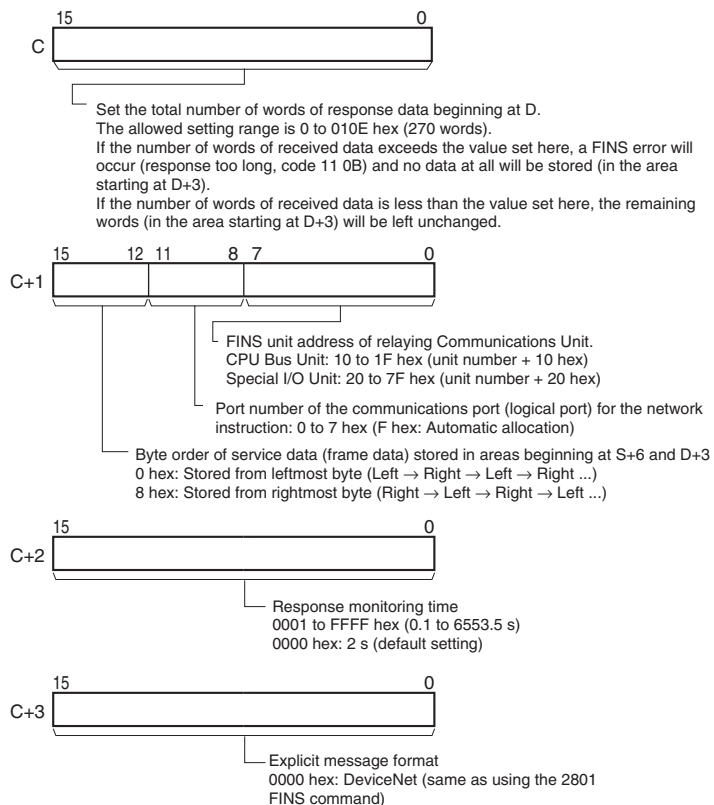 15 0
C
Set the total number of words of response data beginning at D.
The allowed setting range is 0 to 010E hex (270 words).
If the number of words of received data exceeds the value set here, a FINS error will
occur (response too long, code 11 0B) and no data at all will be stored (in the area
starting at D+3).
If the number of words of received data is less than the value set here, the remaining
words (in the area starting at D+3) will be left unchanged.
15 12 11 8 7 0
C+1
FINS unit address of relaying Communications Unit.
CPU Bus Unit: 10 to 1F hex (unit number + 10 hex)
Special I/O Unit: 20 to 7F hex (unit number + 20 hex)
Port number of the communications port (logical port) for the network
instruction: 0 to 7 hex (F hex: Automatic allocation)
Byte order of service data (frame data) stored in areas beginning at S+6 and D+3
0 hex: Stored from leftmost byte (Left → Right → Left → Right ...)
8 hex: Stored from rightmost byte (Right → Left → Right → Left ...)
15 0
C+2
Response monitoring time
0001 to FFFF hex (0.1 to 6553.5 s)
0000 hex: 2 s (default setting)
15 0
C+3
Explicit message format
0000 hex: DeviceNet (same as using the 2801
FINS command)